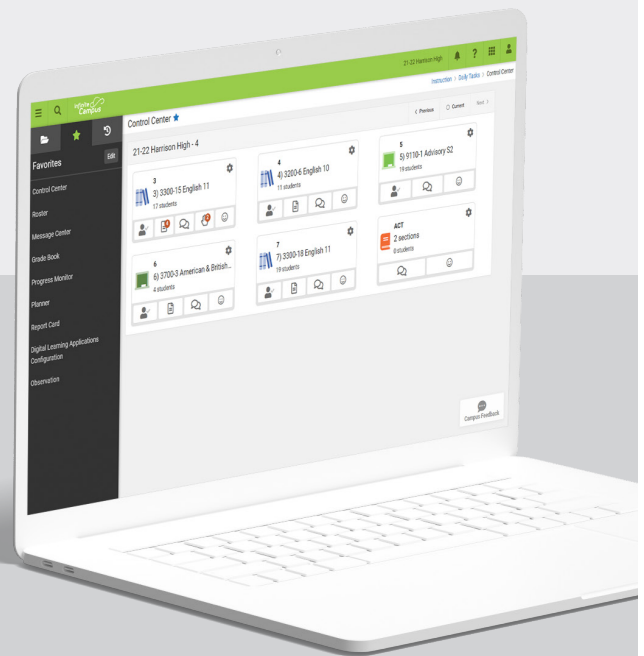 21-22 Harrison High
Infinite
Campus
Instruction > Daily Tasks > Control Center
Control Center
< Previous
Current
Next >
21-22 Harrison High - 4
Favorites
Edit
Control Center
Roster
Message Center
Grade Book
Progress Monitor
Planner
Report Card
Digital Learning Applications
Configuration
Observation
3
3) 3300-15 English 11
17 students
4
4) 3200-6 English 10
11 students
5
5) 9110-1 Advisory S2
19 students
6
6) 3700-3 American & British...
4 students
7
7) 3300-18 English 11
19 students
ACT
2 sections
0 students
Campus Feedback